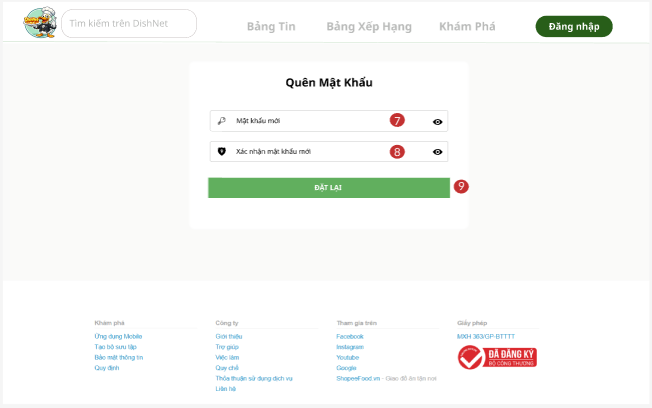 Tìm kiếm trên DishNet
Bảng Tin
Bảng Xếp Hạng
Khám Phá
Đăng nhập
Quên Mật Khẩu
Mật khẩu mới
7
Xác nhận mật khẩu mới
8
ĐẶT LẠI
9
Khám phá
Ứng dụng Mobile
Tạo bộ sưu tập
Bảo mật thông tin
Quy định
Công ty
Giới thiệu
Trợ giúp
Việc làm
Quy chế
Thỏa thuận sử dụng dịch vụ
Liên hệ
Tham gia trên
Facebook
Instagram
Youtube
Google
ShopeeFood.vn - Giao đồ ăn tận nơi
Giấy phép
MXH 363/GP-BTTTT
ĐÃ ĐĂNG KÝ
BỘ CÔNG THƯƠNG